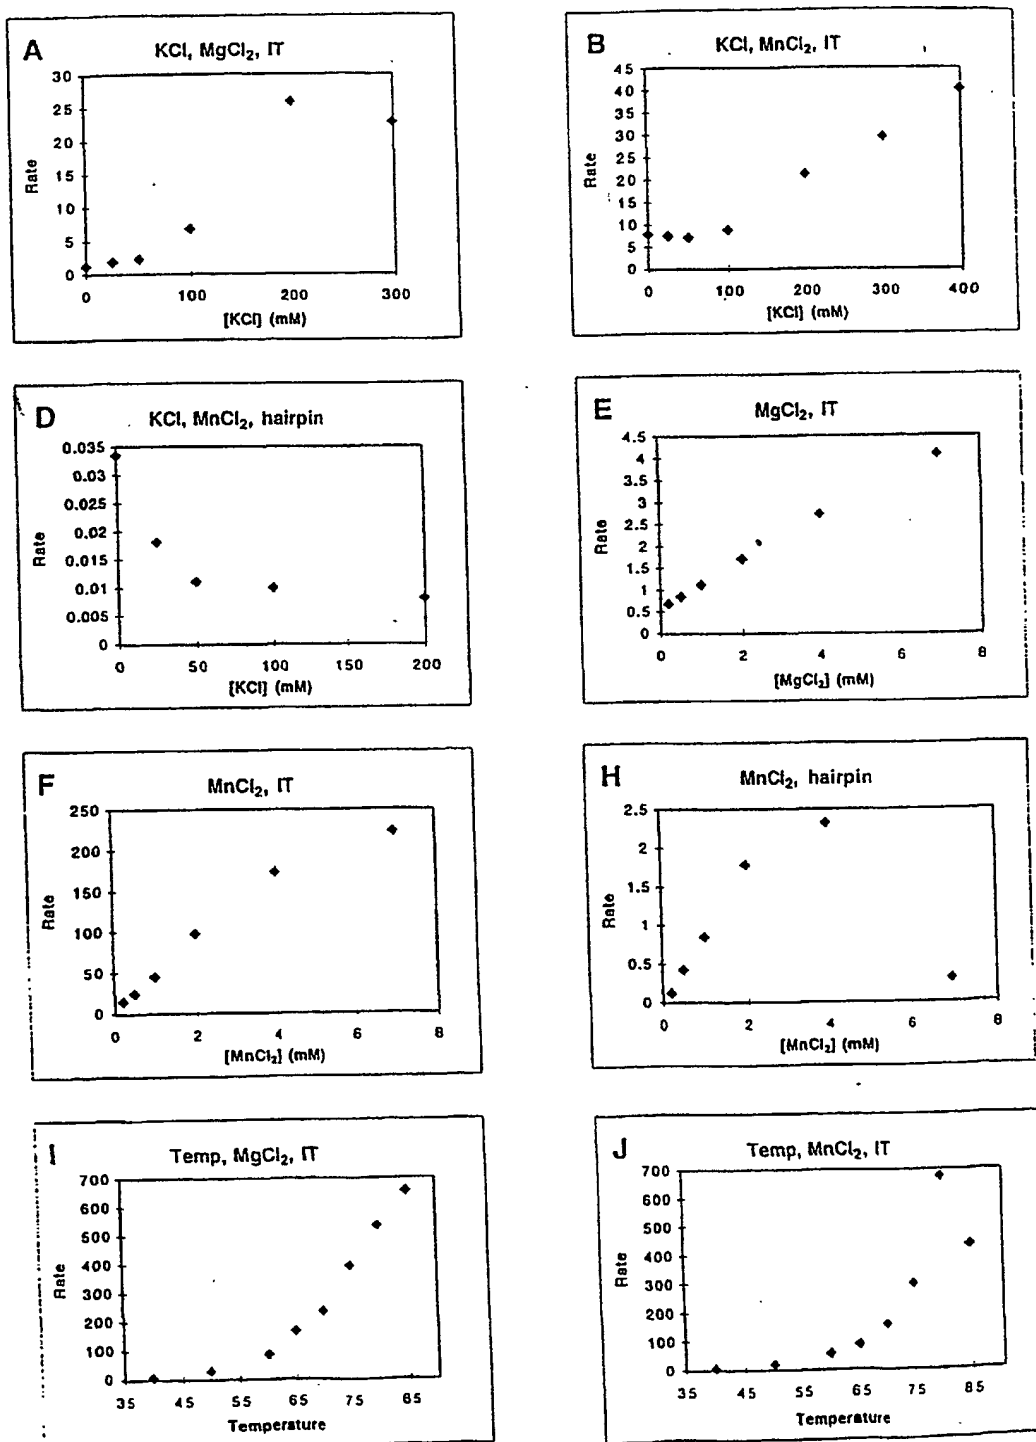 A
KCl, MgCl₂, IT
30
25
20
15
10
5
0
Rate
0 100 200 300
[KCl] (mM)
B
KCl, MnCl₂, IT
45
40
35
30
25
20
15
10
5
0
Rate
0 100 200 300 400
[KCl] (mM)
D
KCl, MnCl₂, hairpin
0.035
0.03
0.025
0.02
0.015
0.01
0.005
0
Rate
0 50 100 150 200
[KCl] (mM)
E
MgCl₂, IT
4.5
4
3.5
3
2.5
2
1.5
1
0.5
0
Rate
0 2 4 6 8
[MgCl₂] (mM)
F
MnCl₂, IT
250
200
150
100
50
0
Rate
0 2 4 6 8
[MnCl₂] (mM)
H
MnCl₂, hairpin
2.5
2
1.5
1
0.5
0
Rate
0 2 4 6 8
[MnCl₂] (mM)
I
Temp, MgCl₂, IT
700
600
500
400
300
200
100
0
Rate
35 45 55 65 75 85
Temperature
J
Temp, MnCl₂, IT
700
600
500
400
300
200
100
0
Rate
35 45 55 65 75 85
Temperature